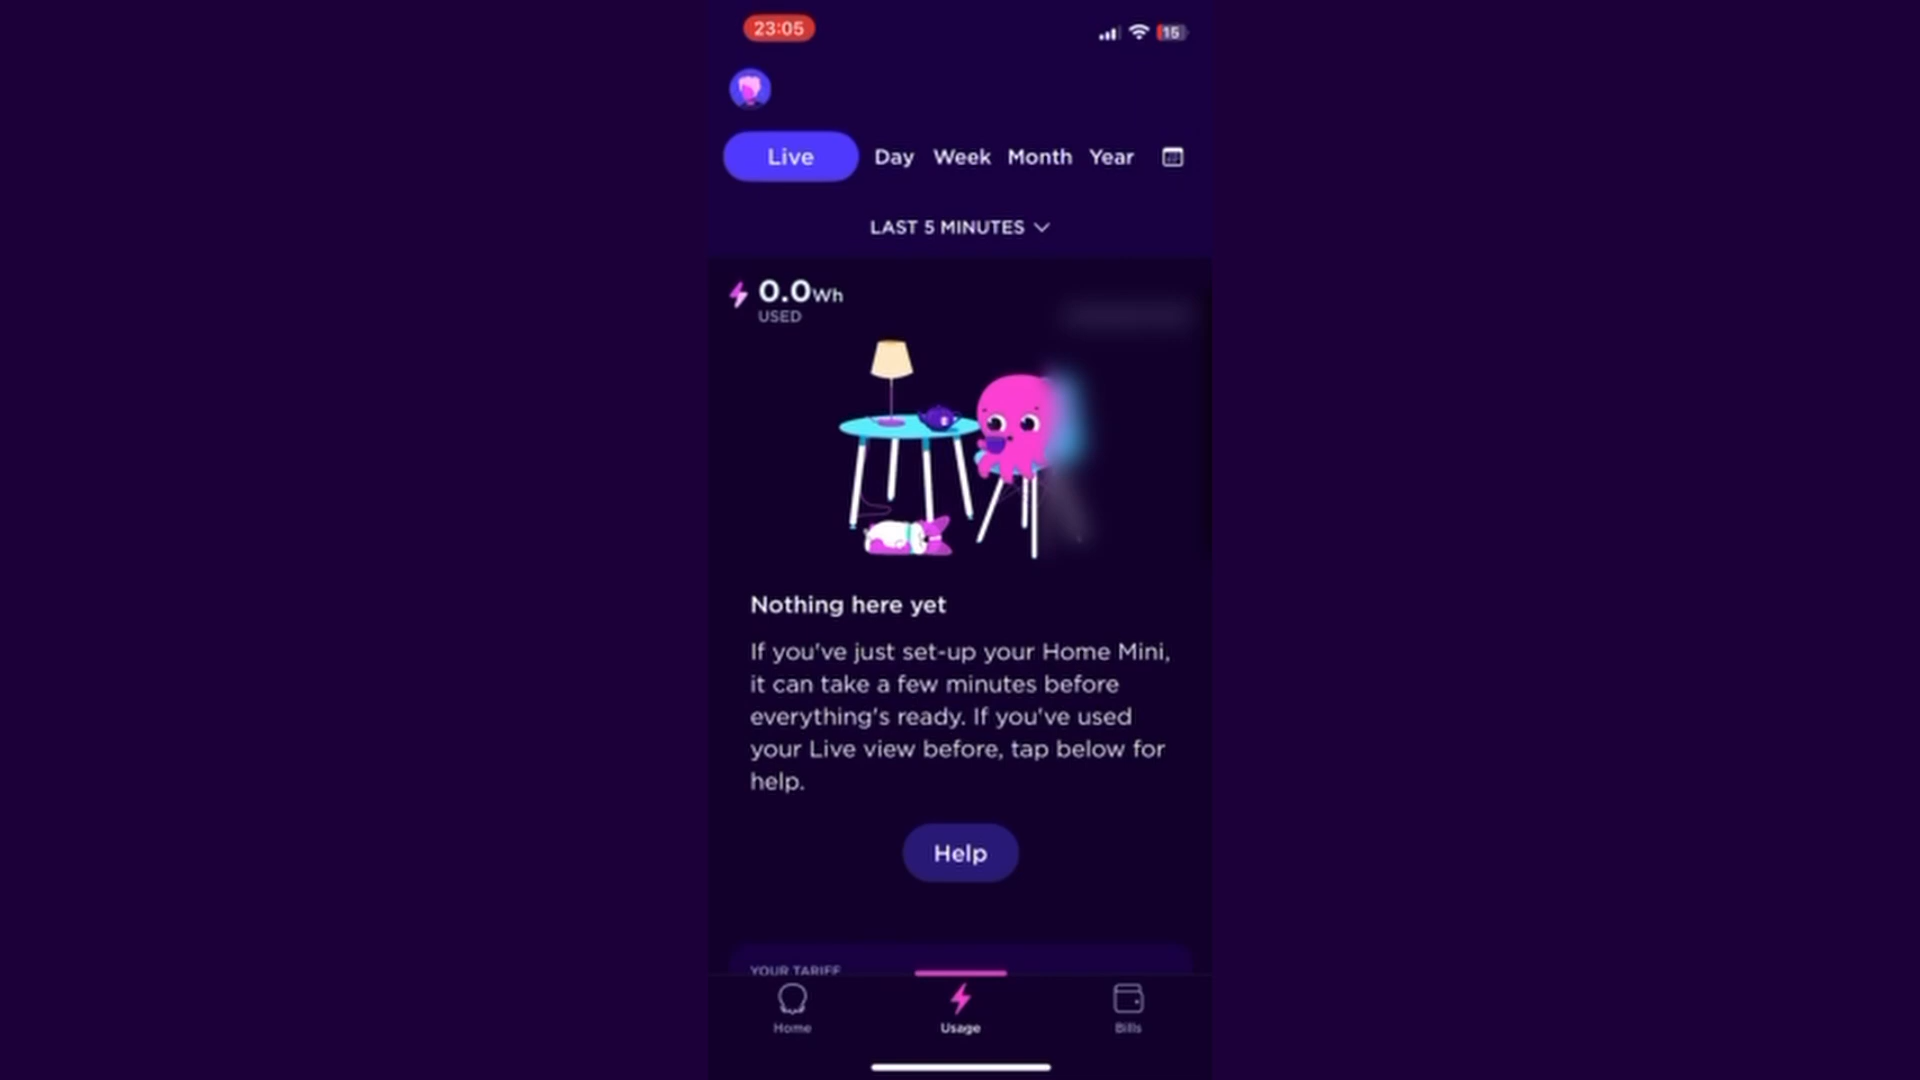 23:05
15
Live Day Week Month Year
LAST 5 MINUTES
0.0Wh
USED
Nothing here yet
If you've just set-up your Home Mini,
it can take a few minutes before
everything's ready. If you've used
your Live view before, tap below for
help.
Help
YOUR TARIFF
Home Usage Bills